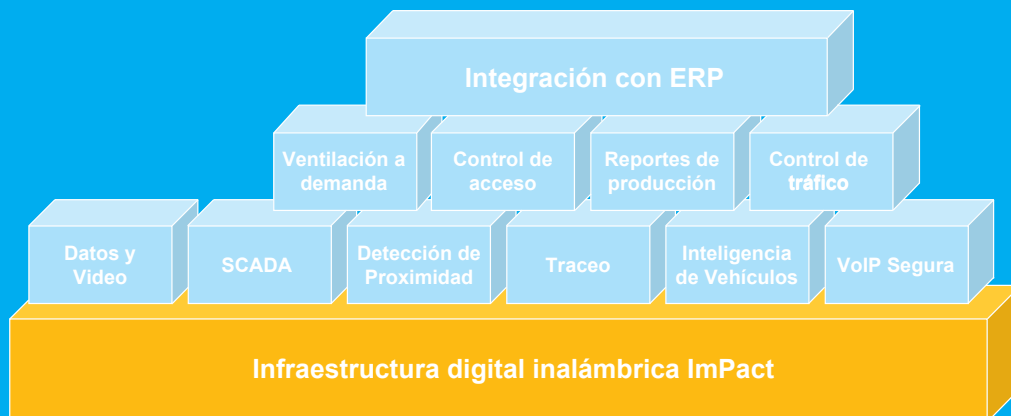 Integración con ERP
Ventilación a
demanda
Control de
acceso
Reportes de
producción
Control de
tráfico
Datos y
Video
SCADA
Detección de
Proximidad
Traceo
Inteligencia
de Vehículos
VoIP Segura
Infraestructura digital inalámbrica ImPact